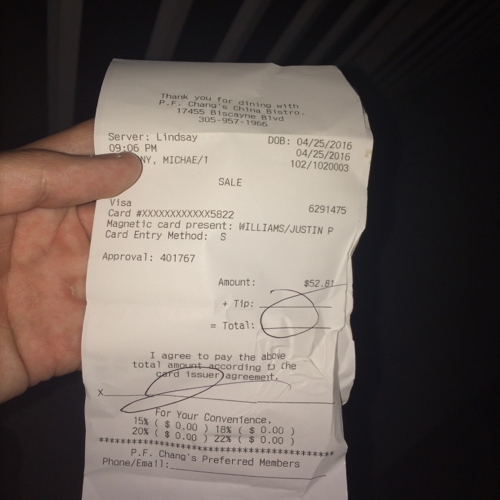 Thank you for dining with
P.F. Chang's China Bistro.
17455 Biscayne Blvd
305-957-1966
Server: Lindsay DOB: 04/25/2016
09:06 PM 04/25/2016
NY, MICHAE/1 102/1020003
SALE
Visa 6291475
Card #XXXXXXXXXXXX5822
Magnetic card present: WILLIAMS/JUSTIN P
Card Entry Method: S
Approval: 401767
Amount: $52.81
+ Tip:
= Total:
I agree to pay the above
total amount according to the
card issuer agreement.
X
For Your Convenience,
15% ( $ 0.00 ) 18% ( $ 0.00 )
20% ( $ 0.00 ) 22% ( $ 0.00 )
************************************
P.F. Chang's Preferred Members
Phone/Email: